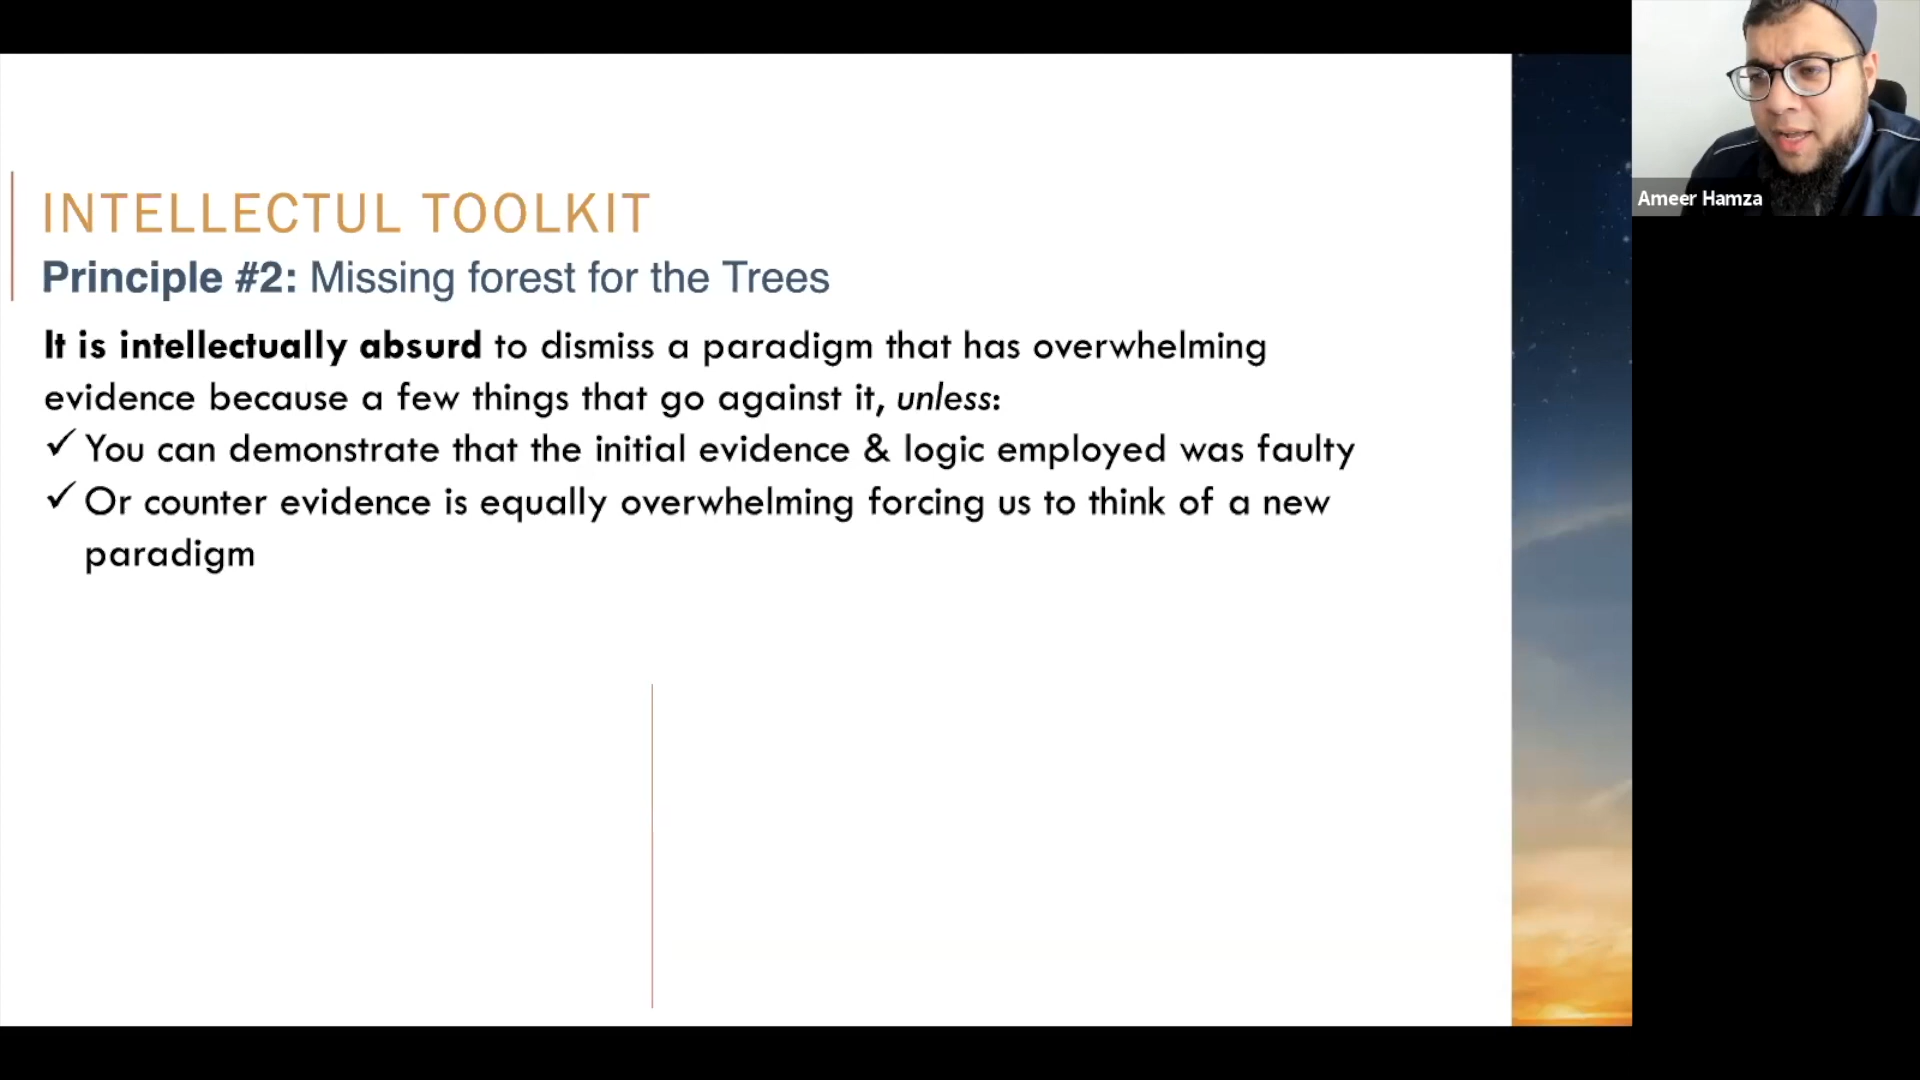 INTELLECTUL TOOLKIT
Principle #2: Missing forest for the Trees
It is intellectually absurd to dismiss a paradigm that has overwhelming
evidence because a few things that go against it, unless:
✓ You can demonstrate that the initial evidence & logic employed was faulty
✓ Or counter evidence is equally overwhelming forcing us to think of a new
paradigm
Ameer Hamza